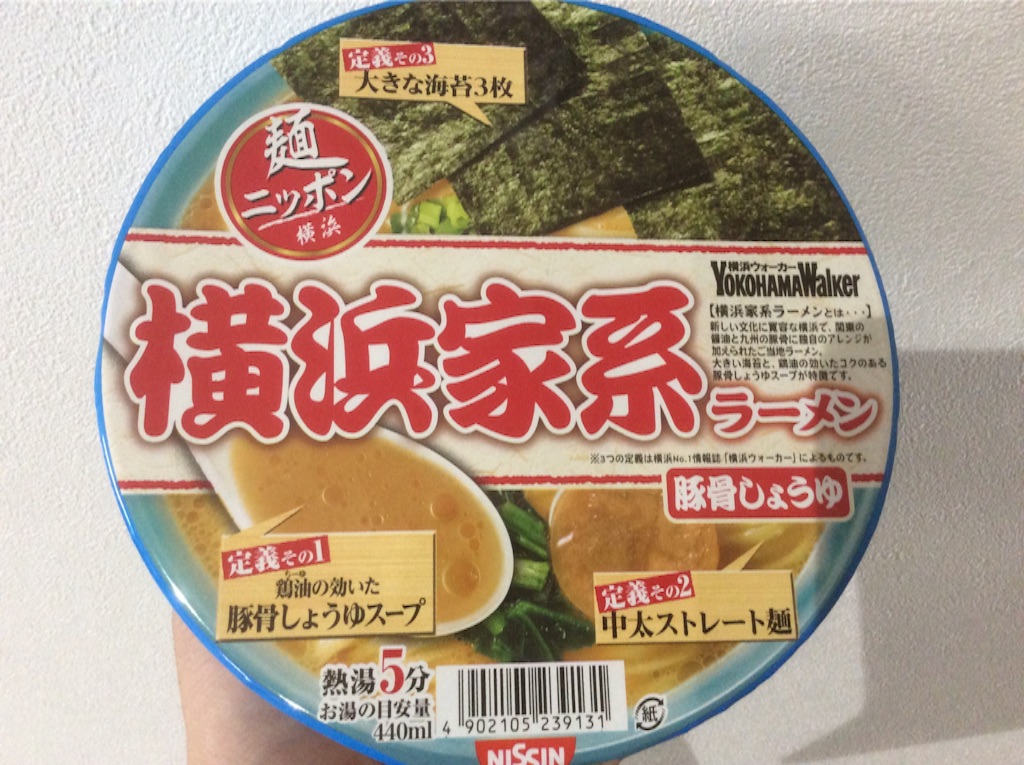 定義その3
大きな海苔3枚
麺
ニッポン
横浜
横浜ウォーカー
YOKOHAMAWalker
【横浜家系ラーメンとは・・・】
新しい文化に寛容な横浜で、関東の
醤油と九州の豚骨に独自のアレンジが
加えられたご当地ラーメン。
大きい海苔と、鶏油の効いたコクのある
豚骨しょうゆスープが特徴です。
横浜家系
ラーメン
※3つの定義は横浜No.1情報誌「横浜ウォーカー」によるものです。
豚骨しょうゆ
定義その1
チーユ
鶏油の効いた
豚骨しょうゆスープ
定義その2
中太ストレート麺
熱湯5分
お湯の目安量
440ml
4 902105 239131
紙
NISSIN